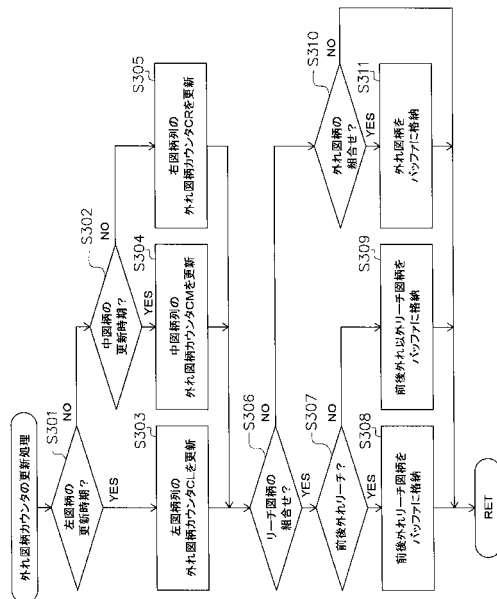 外れ図柄カウンタの更新処理
S301
左図柄の
更新時期？
NO
YES
S302
中図柄の
更新時期？
NO
YES
S303
左図柄列の
外れ図柄カウンタCLを更新
S304
中図柄列の
外れ図柄カウンタCMを更新
S305
右図柄列の
外れ図柄カウンタCRを更新
S306
リーチ図柄の
組合せ？
NO
YES
S307
前後外れリーチ？
NO
YES
S310
外れ図柄の
組合せ？
NO
YES
S308
前後外れリーチ図柄を
バッファに格納
S309
前後外れ以外リーチ図柄を
バッファに格納
S311
外れ図柄を
バッファに格納
RET